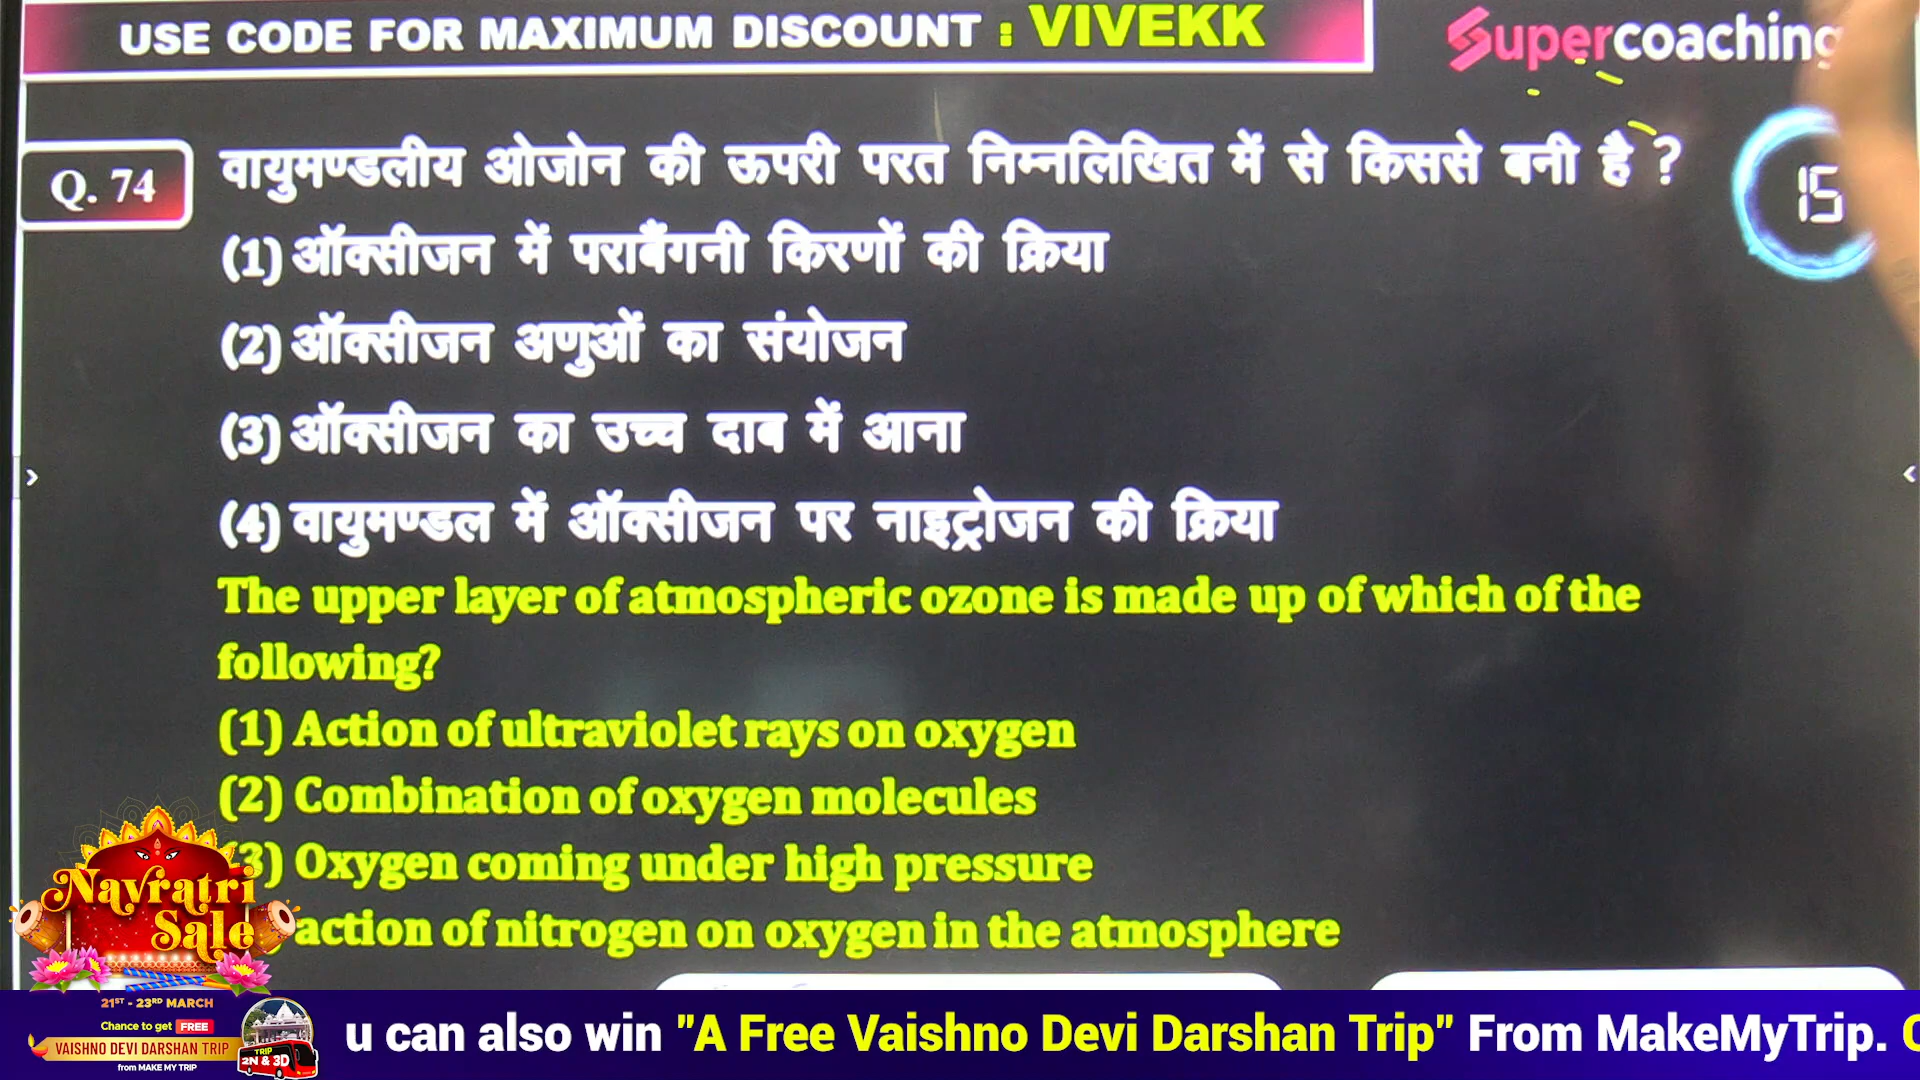 USE CODE FOR MAXIMUM DISCOUNT : VIVEKK
Supercoaching
Q. 74
वायुमण्डलीय ओजोन की ऊपरी परत निम्नलिखित में से किससे बनी है ?
15
(1) ऑक्सीजन में पराबैंगनी किरणों की क्रिया
(2) ऑक्सीजन अणुओं का संयोजन
(3) ऑक्सीजन का उच्च दाब में आना
(4) वायुमण्डल में ऑक्सीजन पर नाइट्रोजन की क्रिया
The upper layer of atmospheric ozone is made up of which of the
following?
(1) Action of ultraviolet rays on oxygen
(2) Combination of oxygen molecules
3) Oxygen coming under high pressure
action of nitrogen on oxygen in the atmosphere
Navratri
Sale
21ST - 23RD MARCH
Chance to get FREE
VAISHNO DEVI DARSHAN TRIP
from MAKE MY TRIP
TRIP
2N & 3D
u can also win "A Free Vaishno Devi Darshan Trip" From MakeMyTrip.